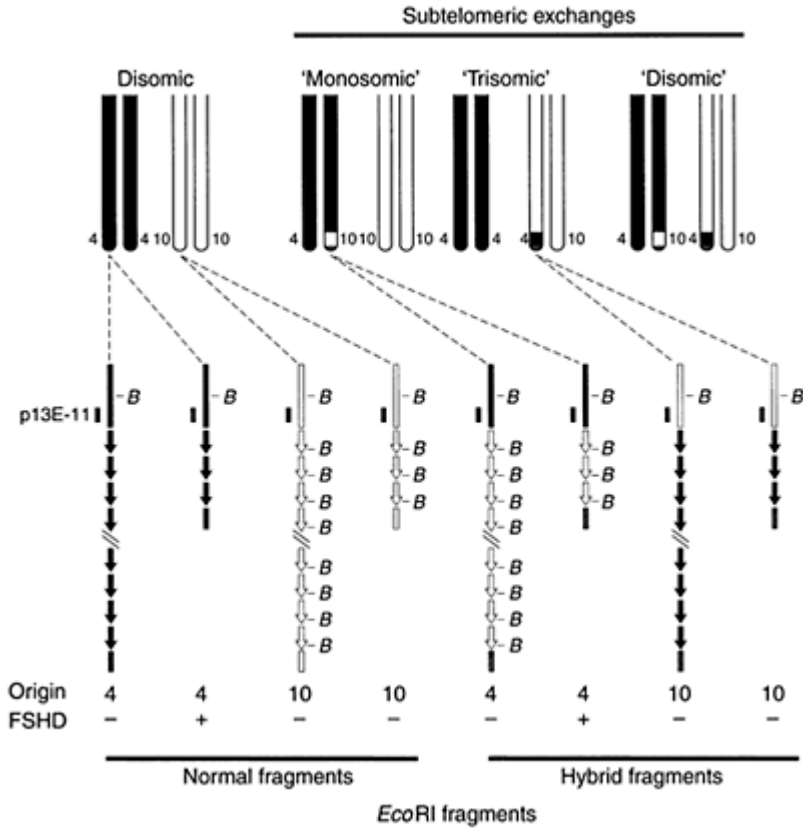 Subtelomeric exchanges
Disomic 'Monosomic' 'Trisomic' 'Disomic'
4 4 10 10 4 10 10 10 4 4 4 10 4 10 4 10
B B B B B B B B
p13E-11
B B B B
B B B B
B B B B
B B
B B
B B
B B
B B
Origin 4 4 10 10 4 4 10 10
FSHD – + – – – + – –
Normal fragments Hybrid fragments
EcoRI fragments